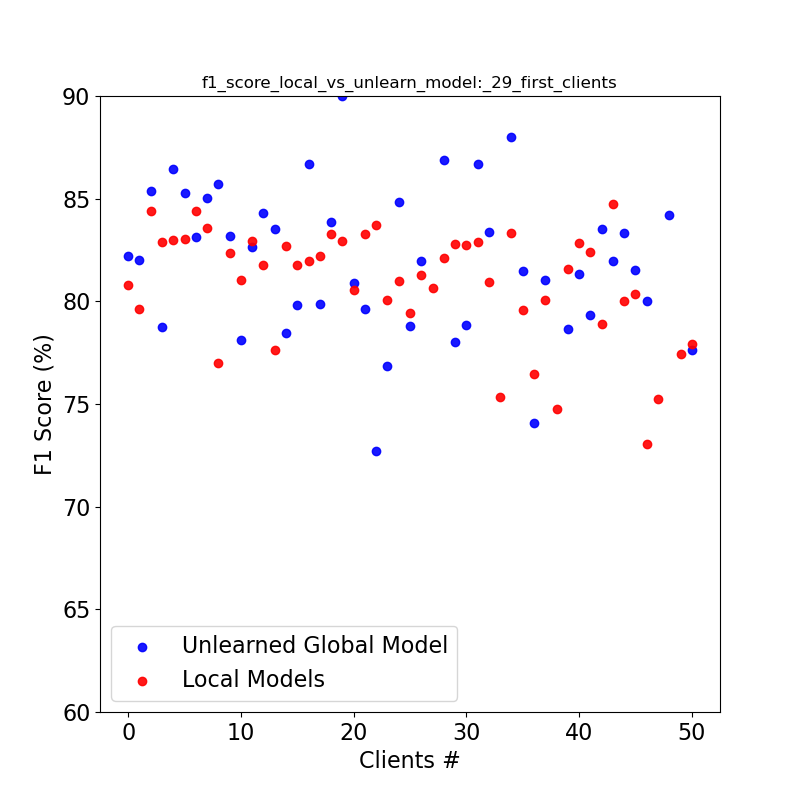 f1_score_local_vs_unlearn_model:_29_first_clients
90
85
80
75
70
65
60
F1 Score (%)
Unlearned Global Model
Local Models
0 10 20 30 40 50
Clients #